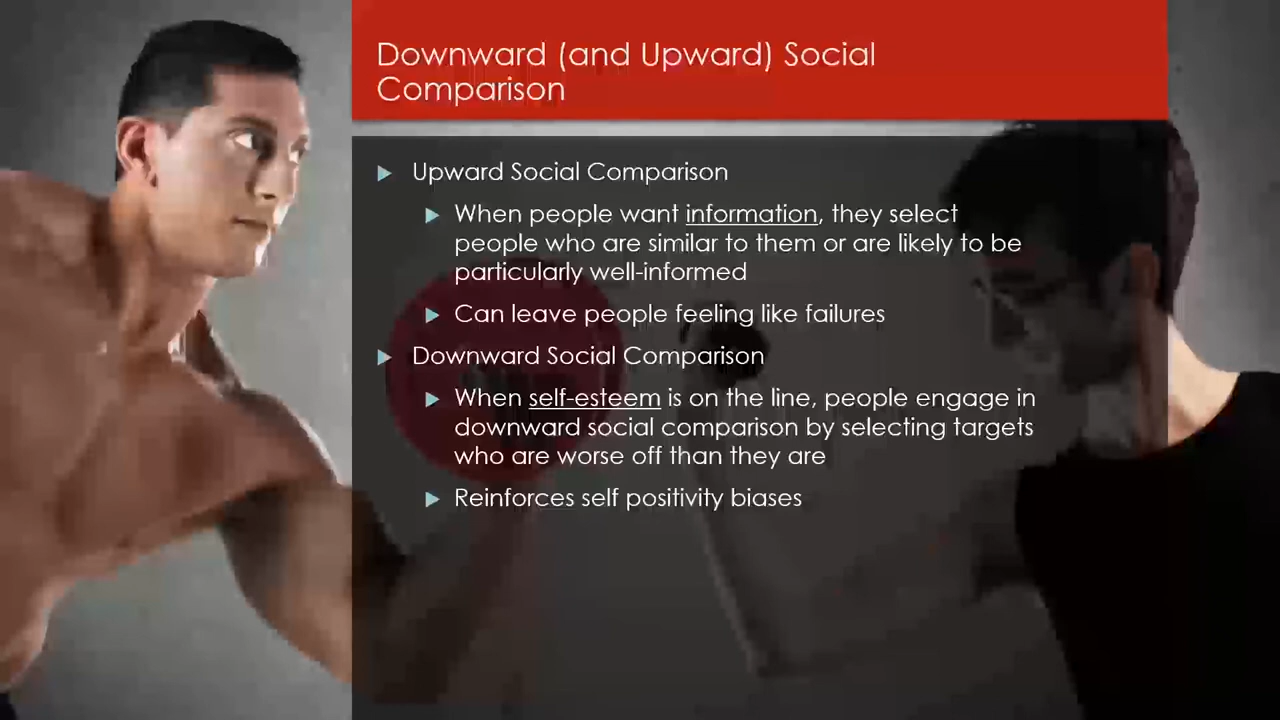 Downward (and Upward) Social
Comparison
Upward Social Comparison
When people want information, they select
people who are similar to them or are likely to be
particularly well-informed
Can leave people feeling like failures
Downward Social Comparison
When self-esteem is on the line, people engage in
downward social comparison by selecting targets
who are worse off than they are
Reinforces self positivity biases